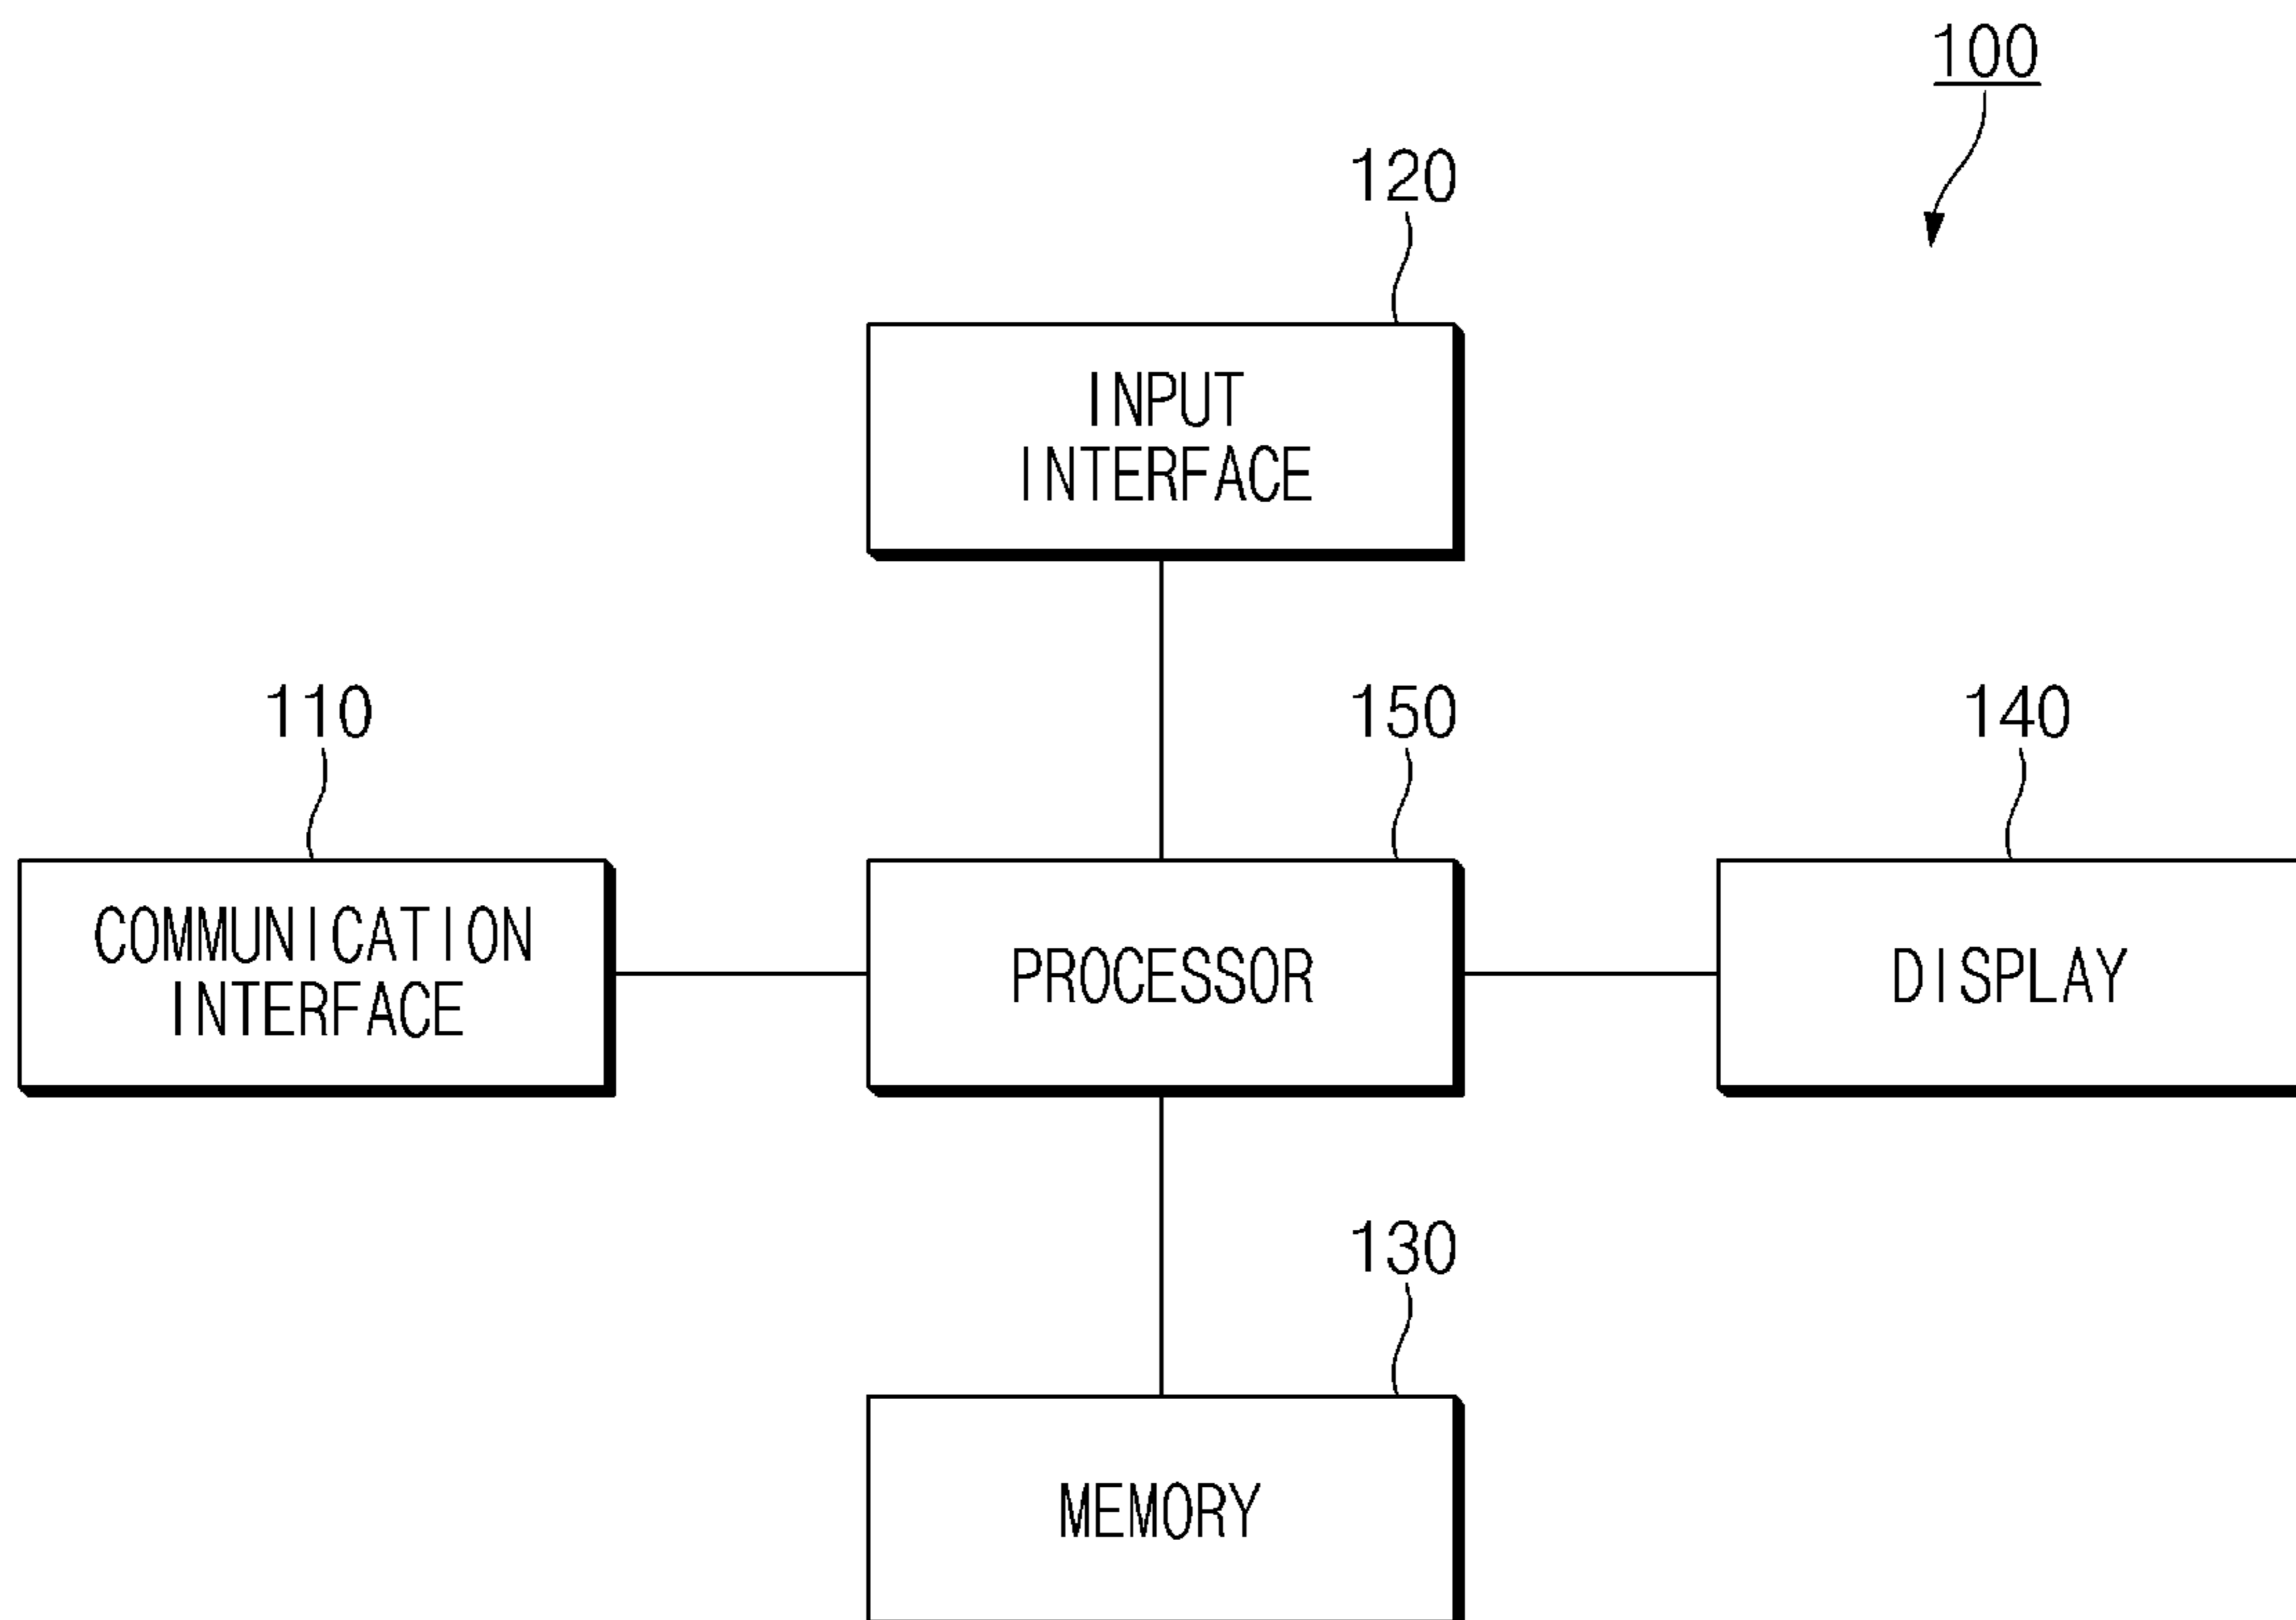 100
120
INPUT
INTERFACE
110
150
140
COMMUNICATION
INTERFACE
PROCESSOR
DISPLAY
130
MEMORY